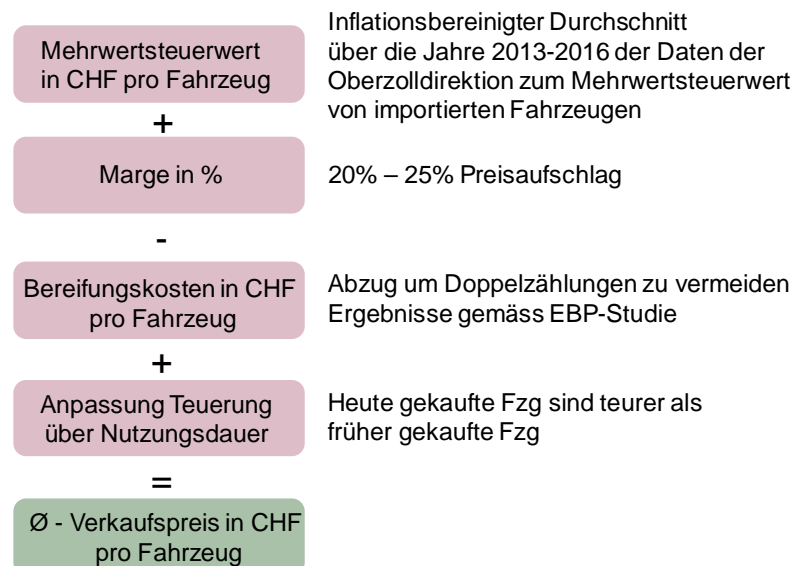 Mehrwertsteuerwert
in CHF pro Fahrzeug
Inflationsbereinigter Durchschnitt
über die Jahre 2013-2016 der Daten der
Oberzolldirektion zum Mehrwertsteuerwert
von importierten Fahrzeugen
+
Marge in %
20% – 25% Preisaufschlag
-
Bereifungskosten in CHF
pro Fahrzeug
Abzug um Doppelzählungen zu vermeiden
Ergebnisse gemäss EBP-Studie
+
Anpassung Teuerung
über Nutzungsdauer
Heute gekaufte Fzg sind teurer als
früher gekaufte Fzg
=
Ø - Verkaufspreis in CHF
pro Fahrzeug